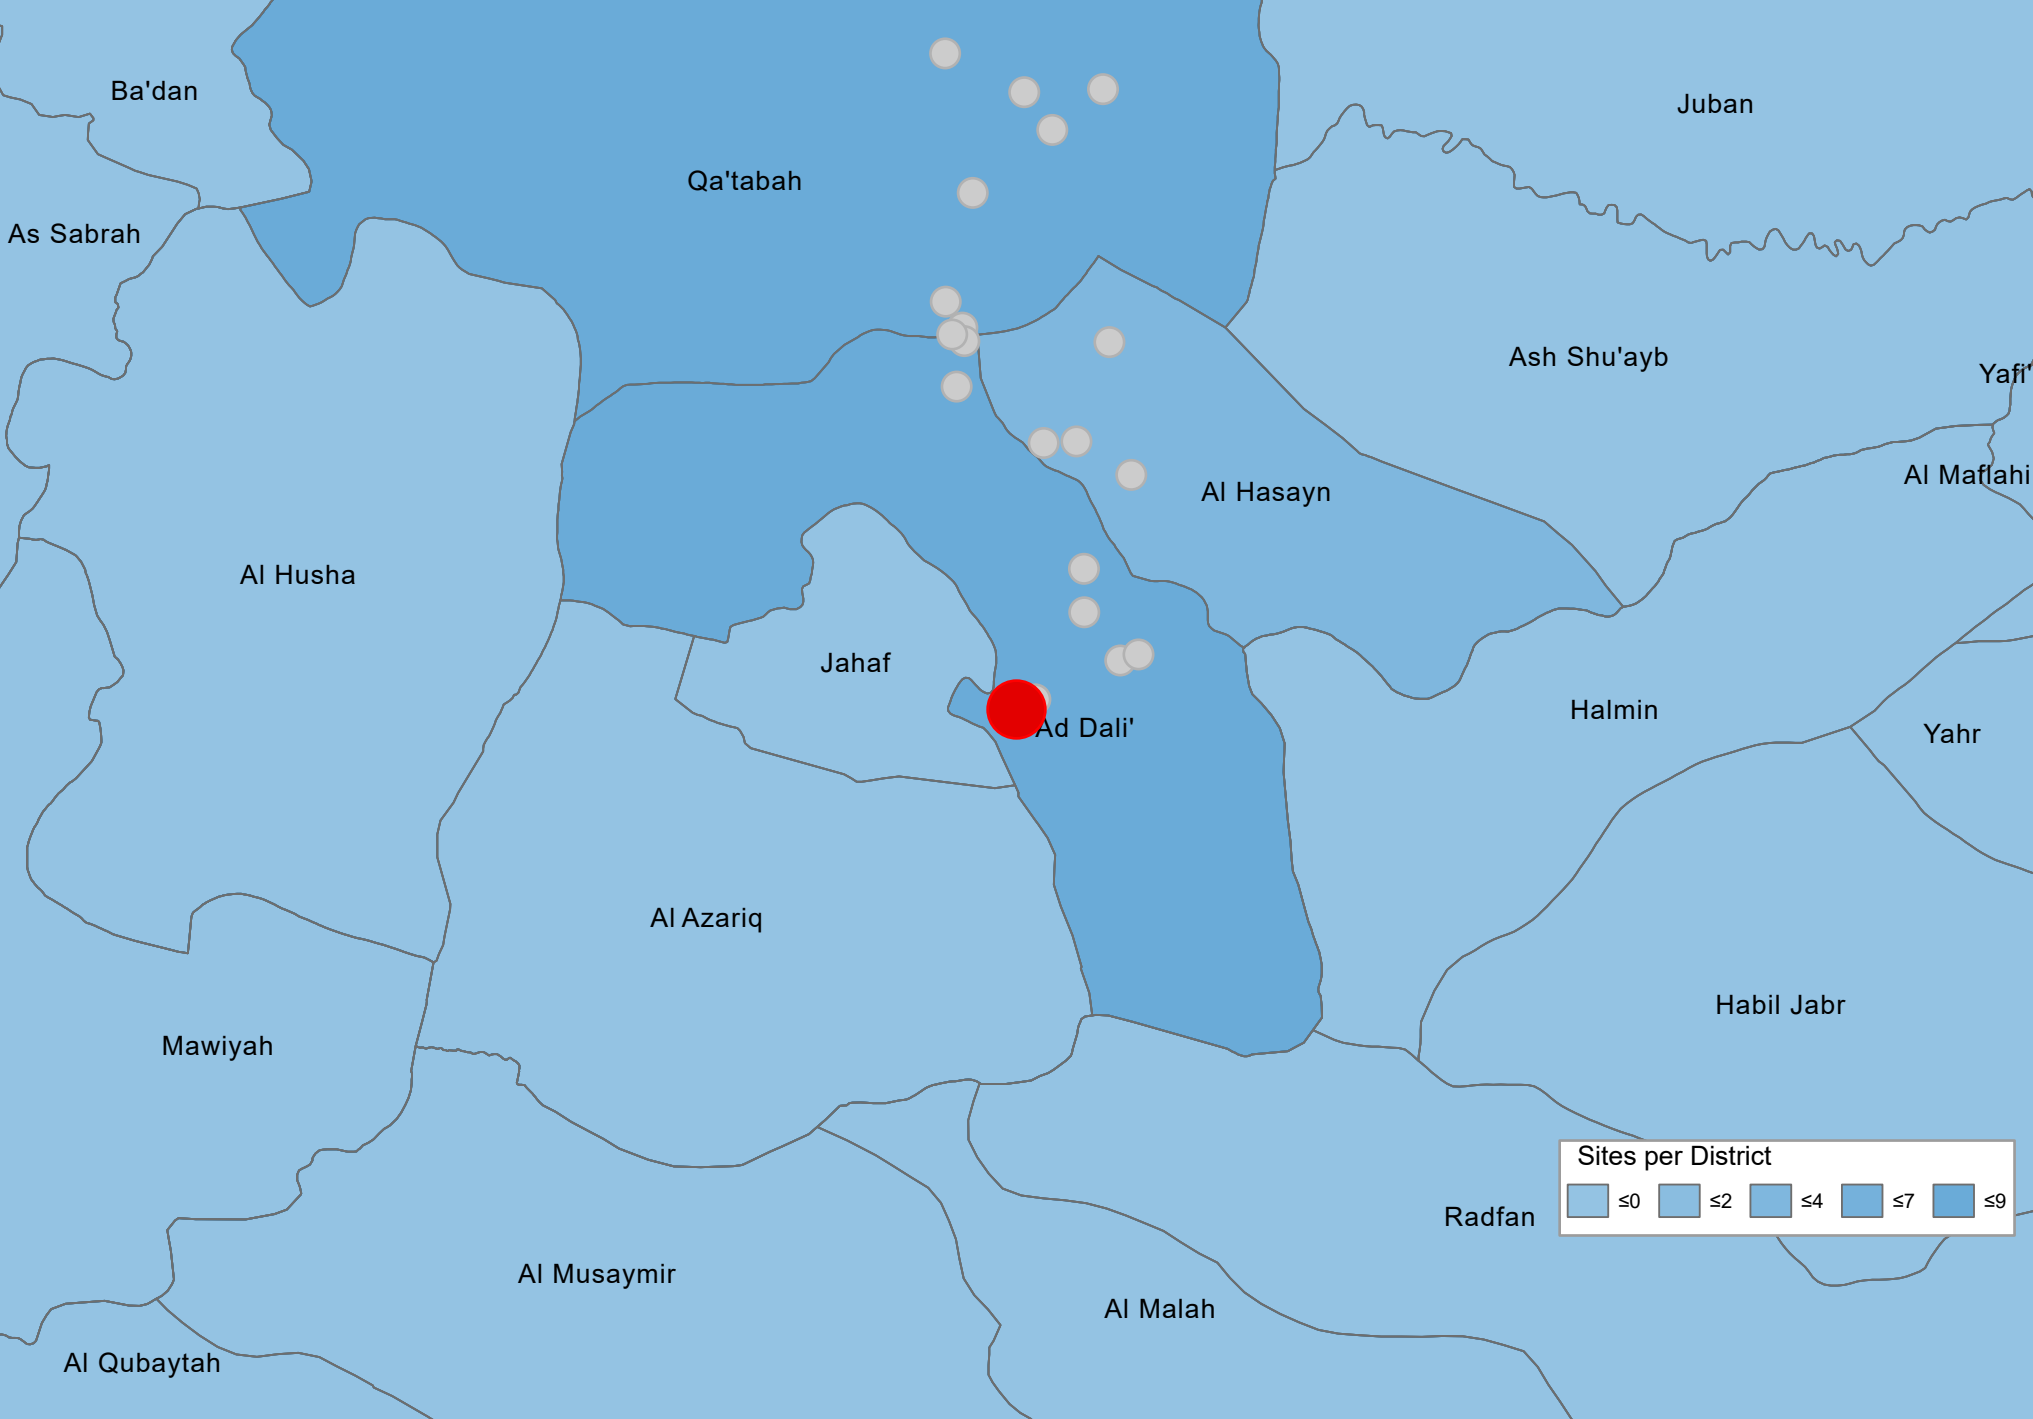 Ba'dan
Juban
Qa'tabah
As Sabrah
Ash Shu'ayb
Yafi'
Al Maflahi
Al Hasayn
Al Husha
Jahaf
Halmin
Ad Dali'
Yahr
Al Azariq
Habil Jabr
Mawiyah
Sites per District
≤0 ≤2 ≤4 ≤7 ≤9
Radfan
Al Musaymir
Al Malah
Al Qubaytah